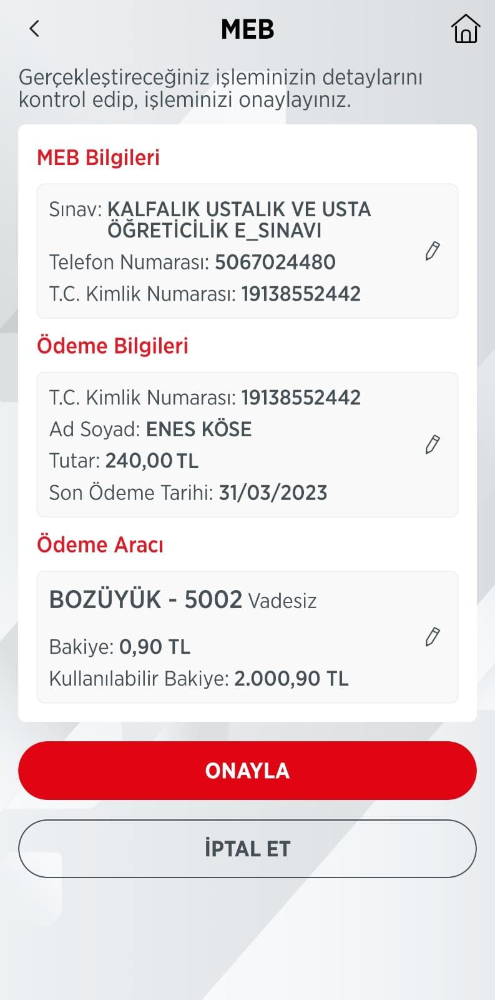 MEB
Gerçekleştireceğiniz işleminizin detaylarını
kontrol edip, işleminizi onaylayınız.
MEB Bilgileri
Sınav: KALFALIK USTALIK VE USTA
ÖĞRETİCİLİK E_SINAVI
Telefon Numarası: 5067024480
T.C. Kimlik Numarası: 19138552442
Ödeme Bilgileri
T.C. Kimlik Numarası: 19138552442
Ad Soyad: ENES KÖSE
Tutar: 240,00 TL
Son Ödeme Tarihi: 31/03/2023
Ödeme Aracı
BOZÜYÜK - 5002 Vadesiz
Bakiye: 0,90 TL
Kullanılabilir Bakiye: 2.000,90 TL
ONAYLA
İPTAL ET